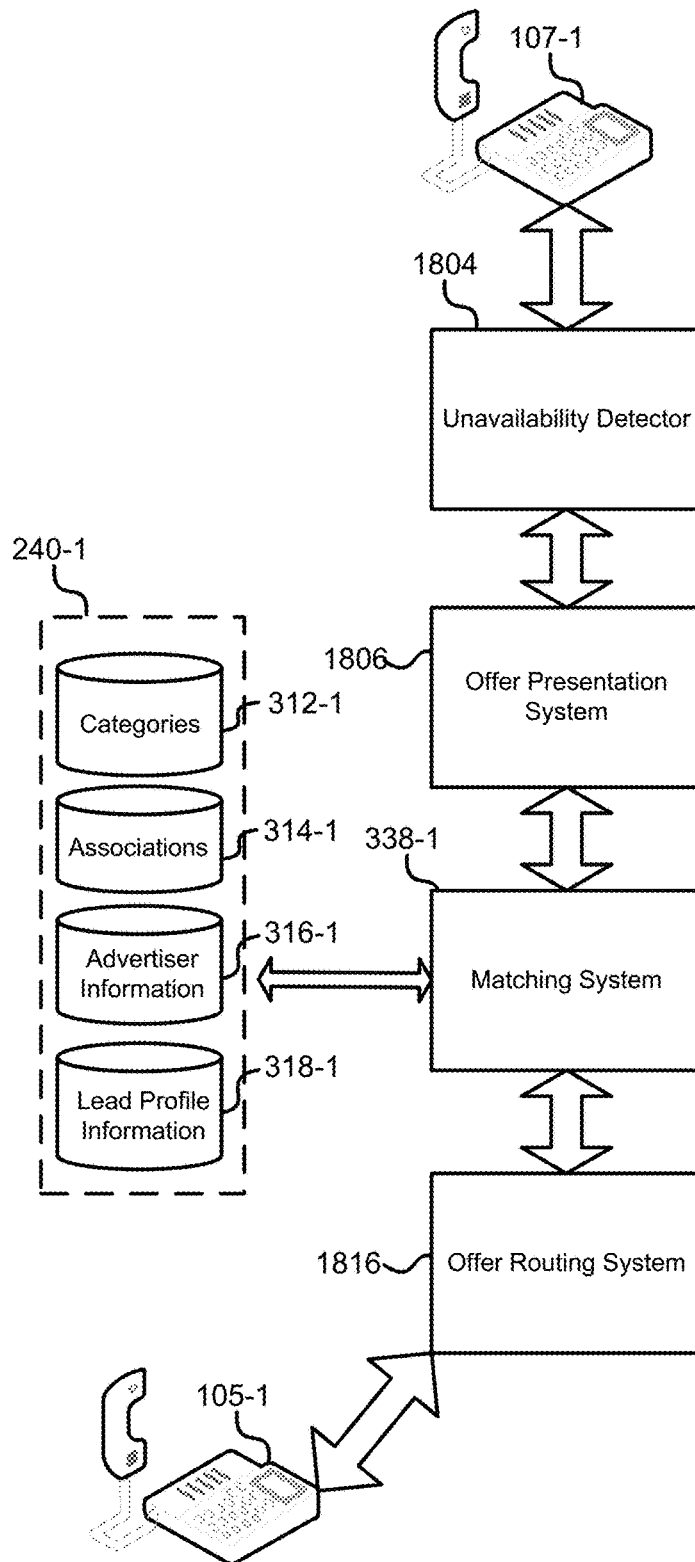 107-1
1804
Unavailability Detector
240-1
1806
Offer Presentation
System
Categories
312-1
Associations
314-1
338-1
Advertiser
Information
316-1
Matching System
Lead Profile
Information
318-1
1816
Offer Routing System
105-1